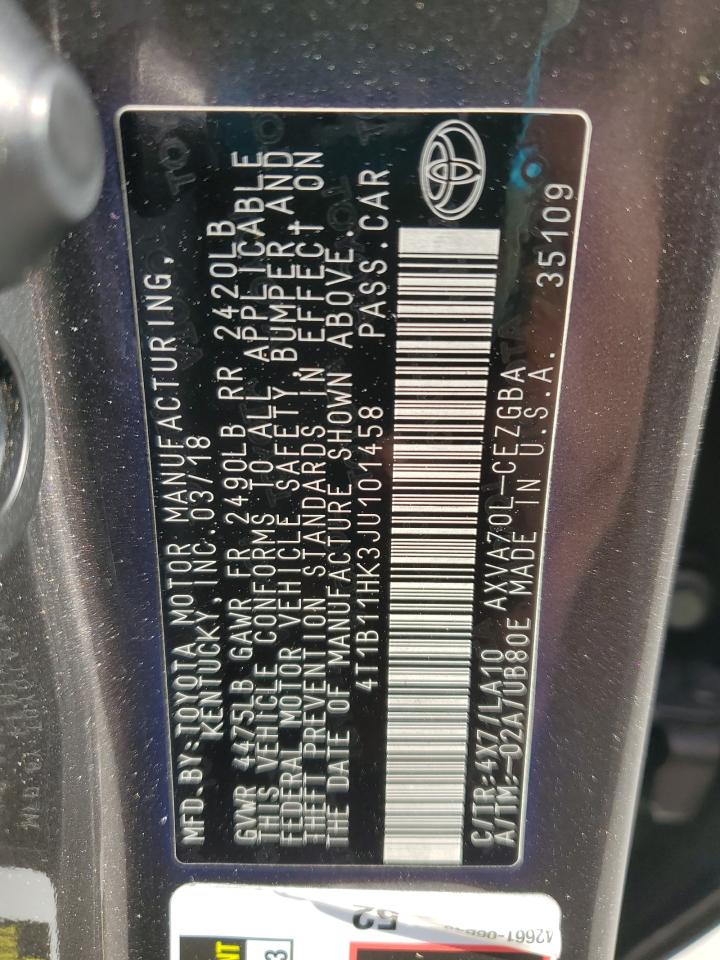 MFD.BY:TOYOTA MOTOR MANUFACTURING,
KENTUCKY, INC.03/18
GVWR 4475LB GAWR FR 2490LB RR 2420LB
THIS VEHICLE CONFORMS TO ALL APPLICABLE
FEDERAL MOTOR VEHICLE SAFETY, BUMPER, AND
THEFT PREVENTION STANDARDS IN EFFECT ON
THE DATE OF MANUFACTURE SHOWN ABOVE.
4T1B11HK3JU101458 PASS.CAR
C/TR:4X7/LA10 AXVA70L-CEZGBA
A/TM:-02A/UB80E MADE IN U.S.A. 35109
52